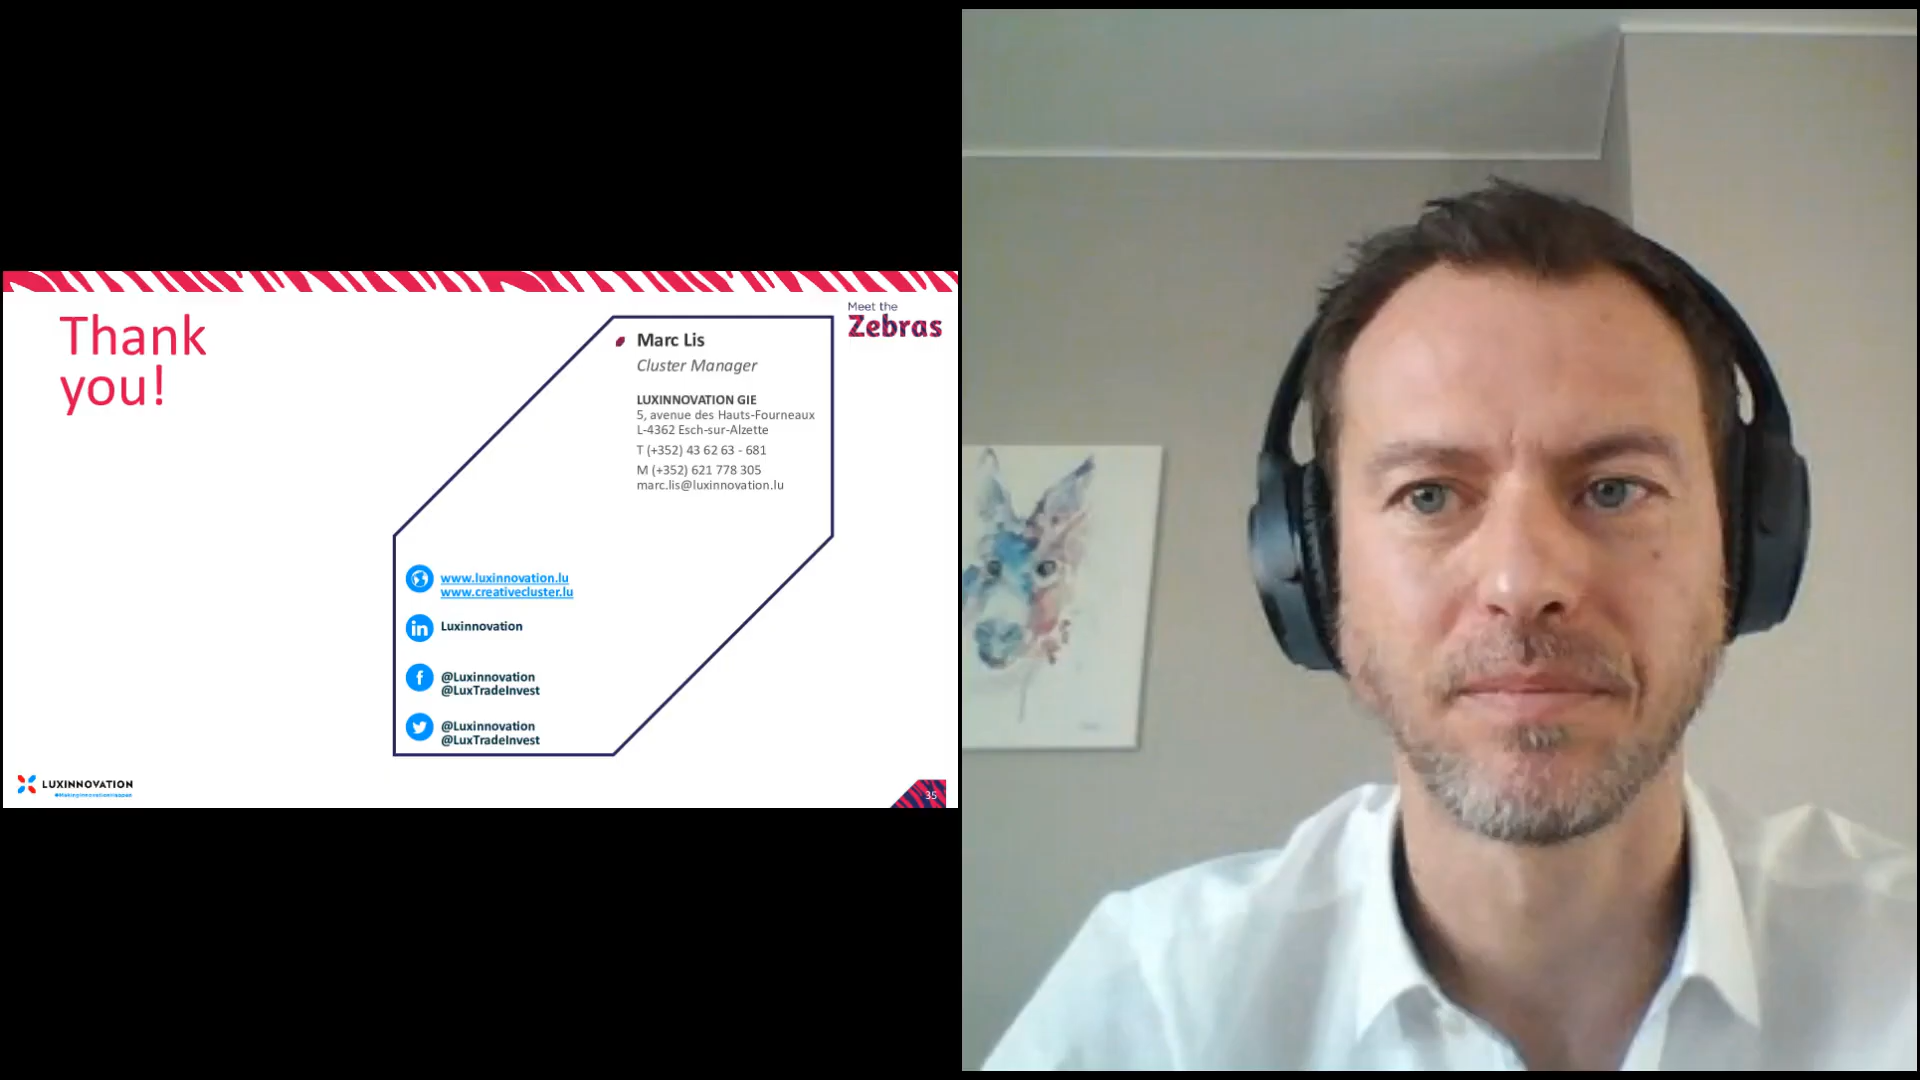 Thank
you!
Meet the
Zebras
Marc Lis
Cluster Manager
LUXINNOVATION GIE
5, avenue des Hauts-Fourneaux
L-4362 Esch-sur-Alzette
T (+352) 43 62 63 - 681
M (+352) 621 778 305
marc.lis@luxinnovation.lu
www.luxinnovation.lu
www.creativecluster.lu
in Luxinnovation
f @Luxinnovation
@LuxTradeInvest
@Luxinnovation
@LuxTradeInvest
LUXINNOVATION
35